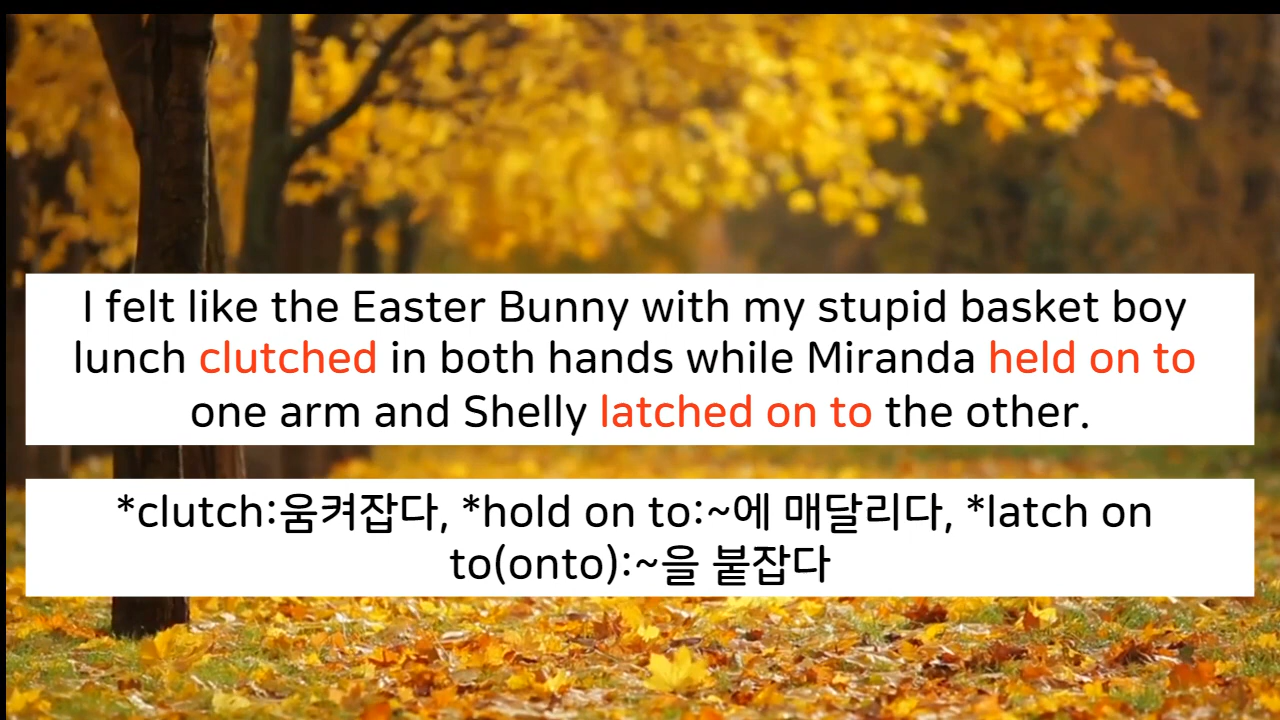 I felt like the Easter Bunny with my stupid basket boy
lunch clutched in both hands while Miranda held on to
one arm and Shelly latched on to the other.
*clutch:움켜잡다, *hold on to:~에 매달리다, *latch on
to(onto):~을 붙잡다